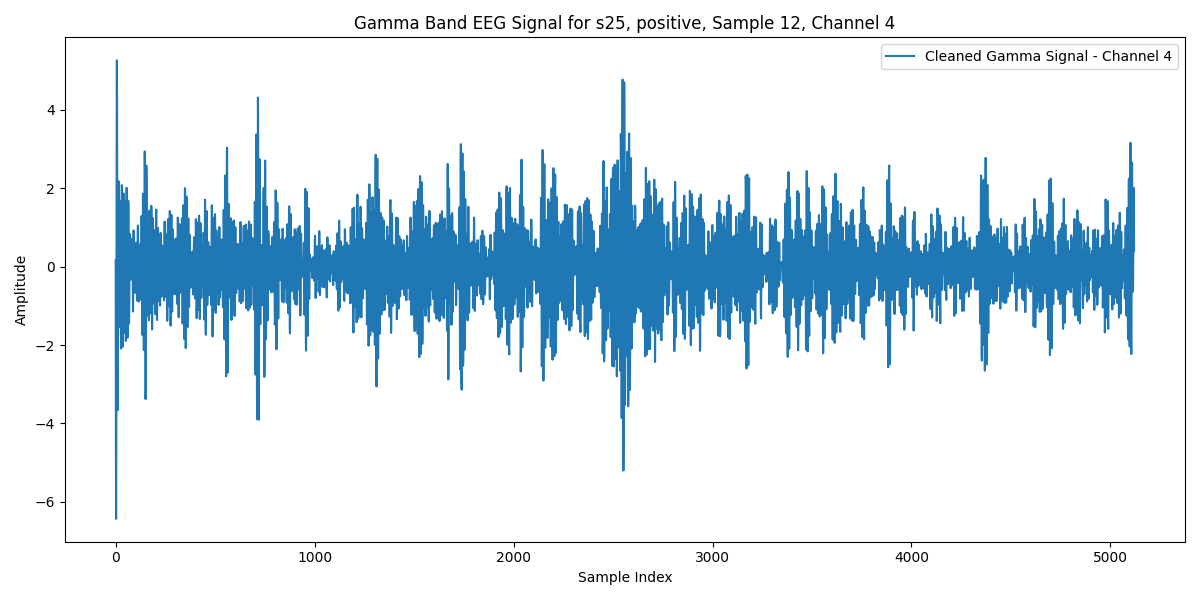 Gamma Band EEG Signal for s25, positive, Sample 12, Channel 4
Cleaned Gamma Signal - Channel 4
Amplitude
4
2
0
−2
−4
−6
0 1000 2000 3000 4000 5000
Sample Index